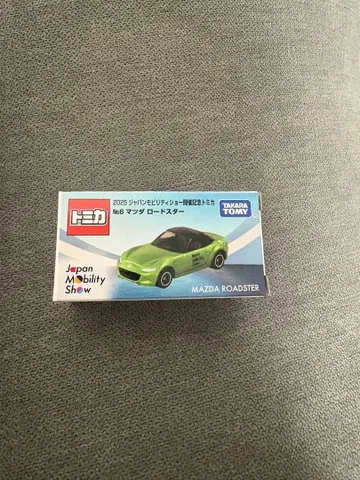 2025 ジャパンモビリティショー開催記念トミカ
トミカ
№6 マツダ ロードスター
TAKARA
TOMY
Japan
Mobility
Show
MAZDA ROADSTER